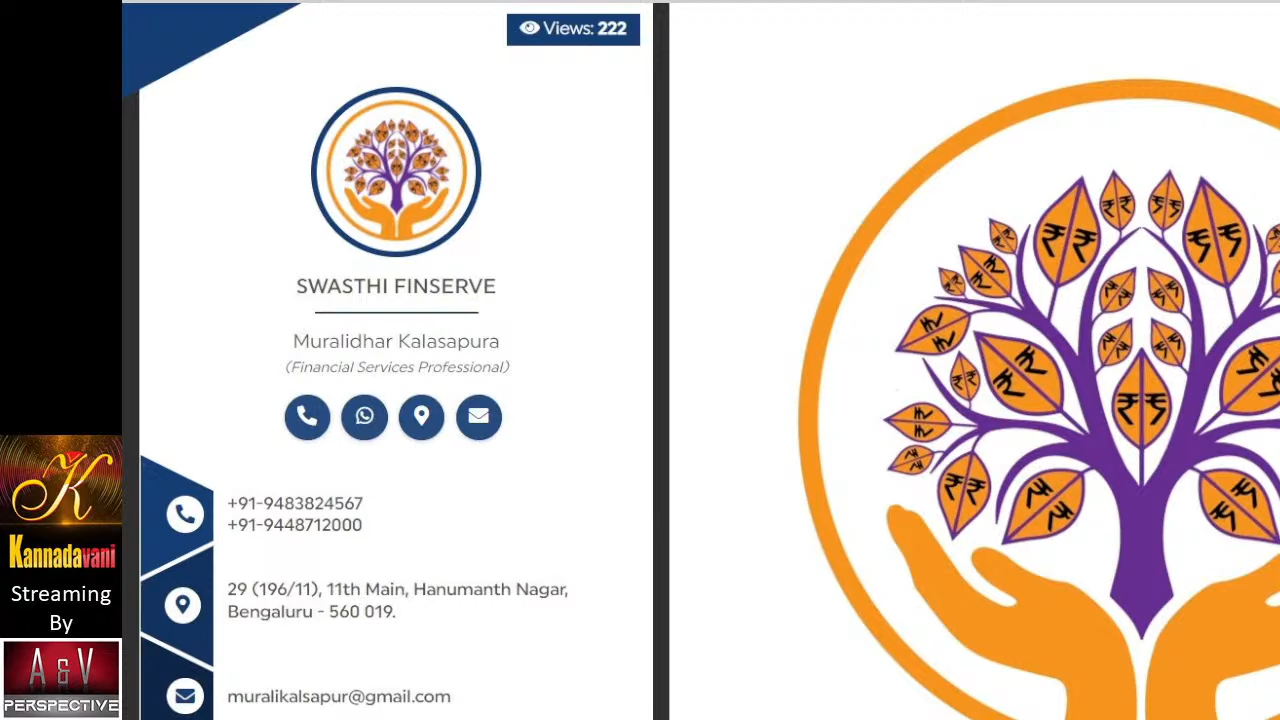 Views: 222
SWASTHI FINSERVE
Muralidhar Kalasapura
(Financial Services Professional)
+91-9483824567
+91-9448712000
29 (196/11), 11th Main, Hanumanth Nagar,
Bengaluru - 560 019.
muralikalsapur@gmail.com
K
Kannadavani
Streaming
By
A & V
PERSPECTIVE